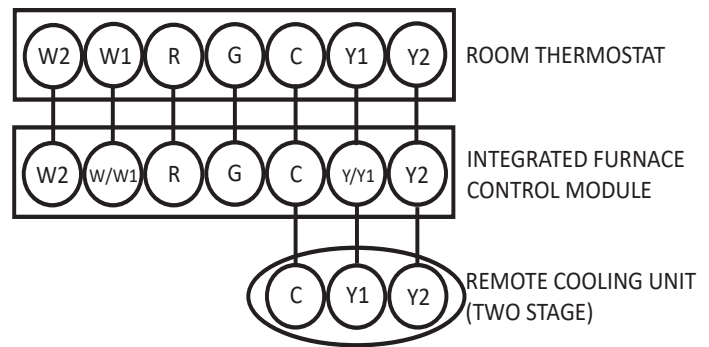 W2 W1 R G C Y1 Y2 ROOM THERMOSTAT
W2 W/W1 R G C Y/Y1 Y2 INTEGRATED FURNACE
CONTROL MODULE
C Y1 Y2 REMOTE COOLING UNIT
(TWO STAGE)